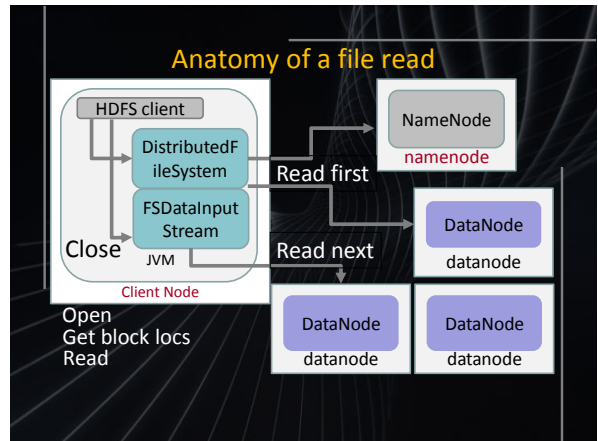 Anatomy of a file read
HDFS client
DistributedF
ileSystem
FSDataInput
Stream
Close
JVM
Client Node
NameNode
namenode
Read first
DataNode
datanode
Read next
DataNode
datanode
DataNode
datanode
Open
Get block locs
Read